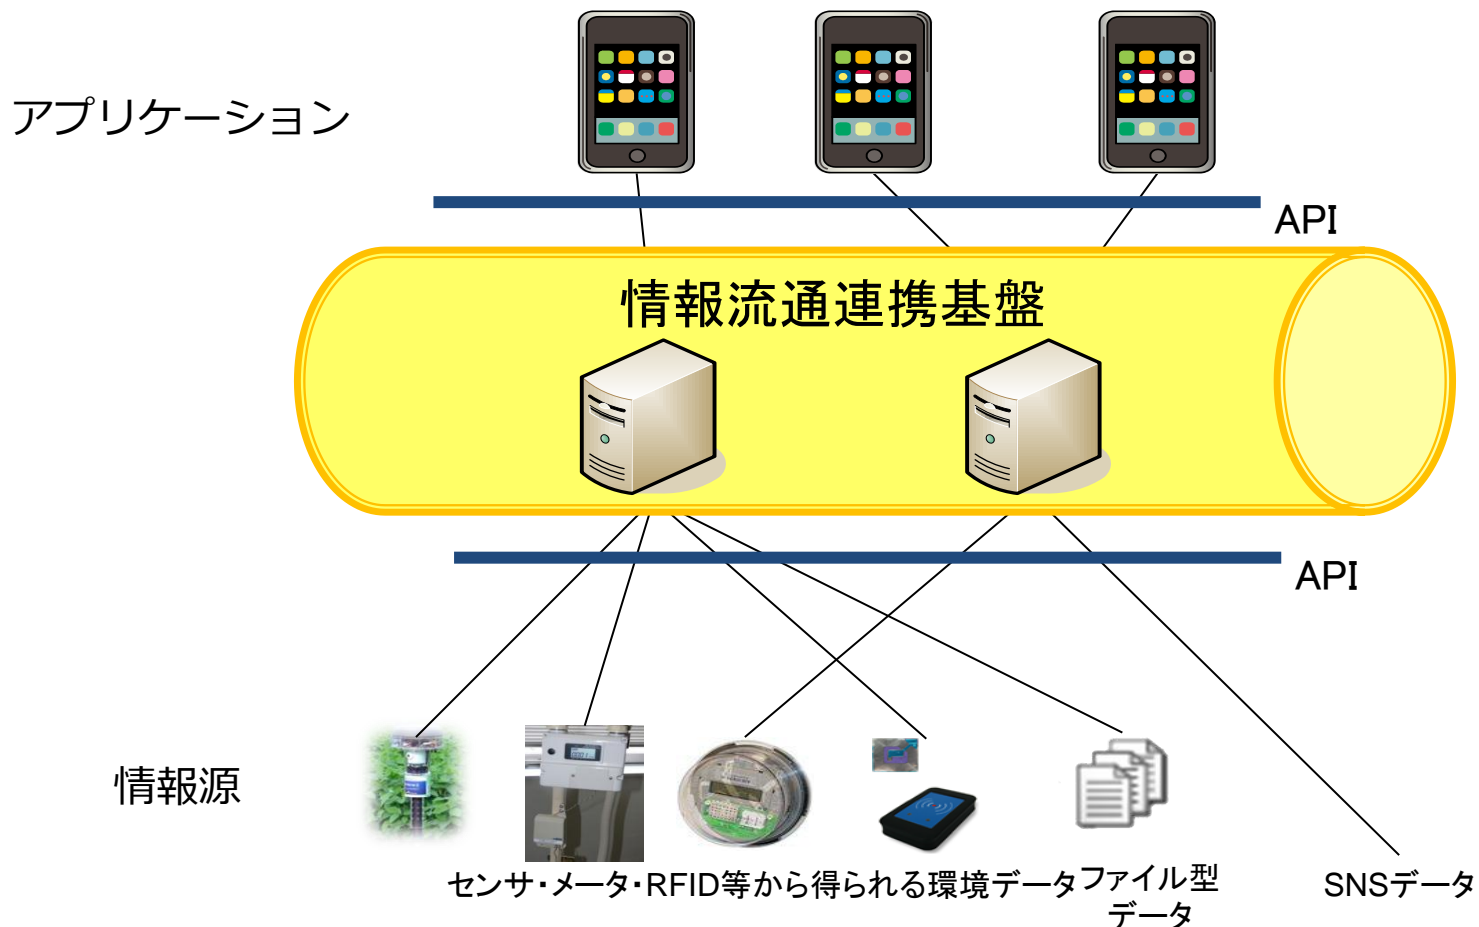 アプリケーション
API
情報流通連携基盤
API
情報源
センサ・メータ・RFID等から得られる環境データ
ファイル型
データ
SNSデータ